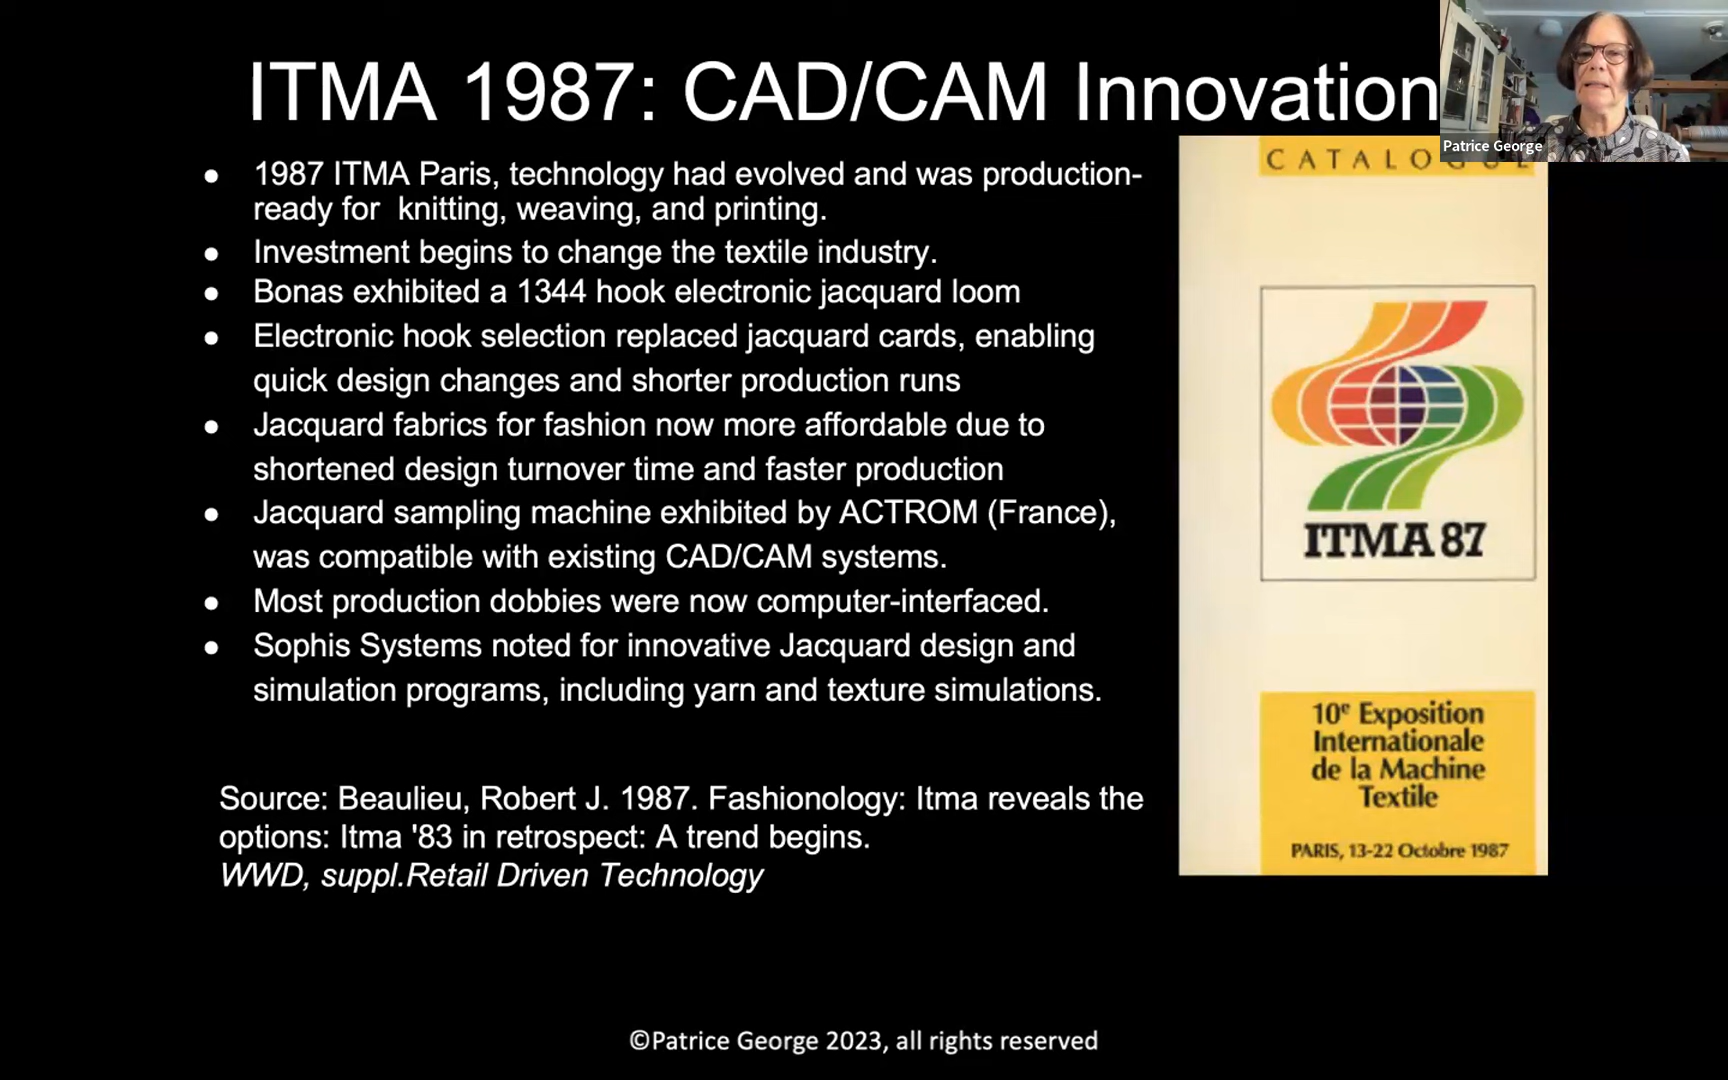 ITMA 1987: CAD/CAM Innovation
Patrice George
● 1987 ITMA Paris, technology had evolved and was production-
ready for knitting, weaving, and printing.
● Investment begins to change the textile industry.
● Bonas exhibited a 1344 hook electronic jacquard loom
● Electronic hook selection replaced jacquard cards, enabling
quick design changes and shorter production runs
● Jacquard fabrics for fashion now more affordable due to
shortened design turnover time and faster production
● Jacquard sampling machine exhibited by ACTROM (France),
was compatible with existing CAD/CAM systems.
● Most production dobbies were now computer-interfaced.
● Sophis Systems noted for innovative Jacquard design and
simulation programs, including yarn and texture simulations.
Source: Beaulieu, Robert J. 1987. Fashionology: Itma reveals the
options: Itma '83 in retrospect: A trend begins.
WWD, suppl.Retail Driven Technology
CATALOGUE
ITMA 87
10e Exposition
Internationale
de la Machine
Textile
PARIS, 13-22 Octobre 1987
©Patrice George 2023, all rights reserved